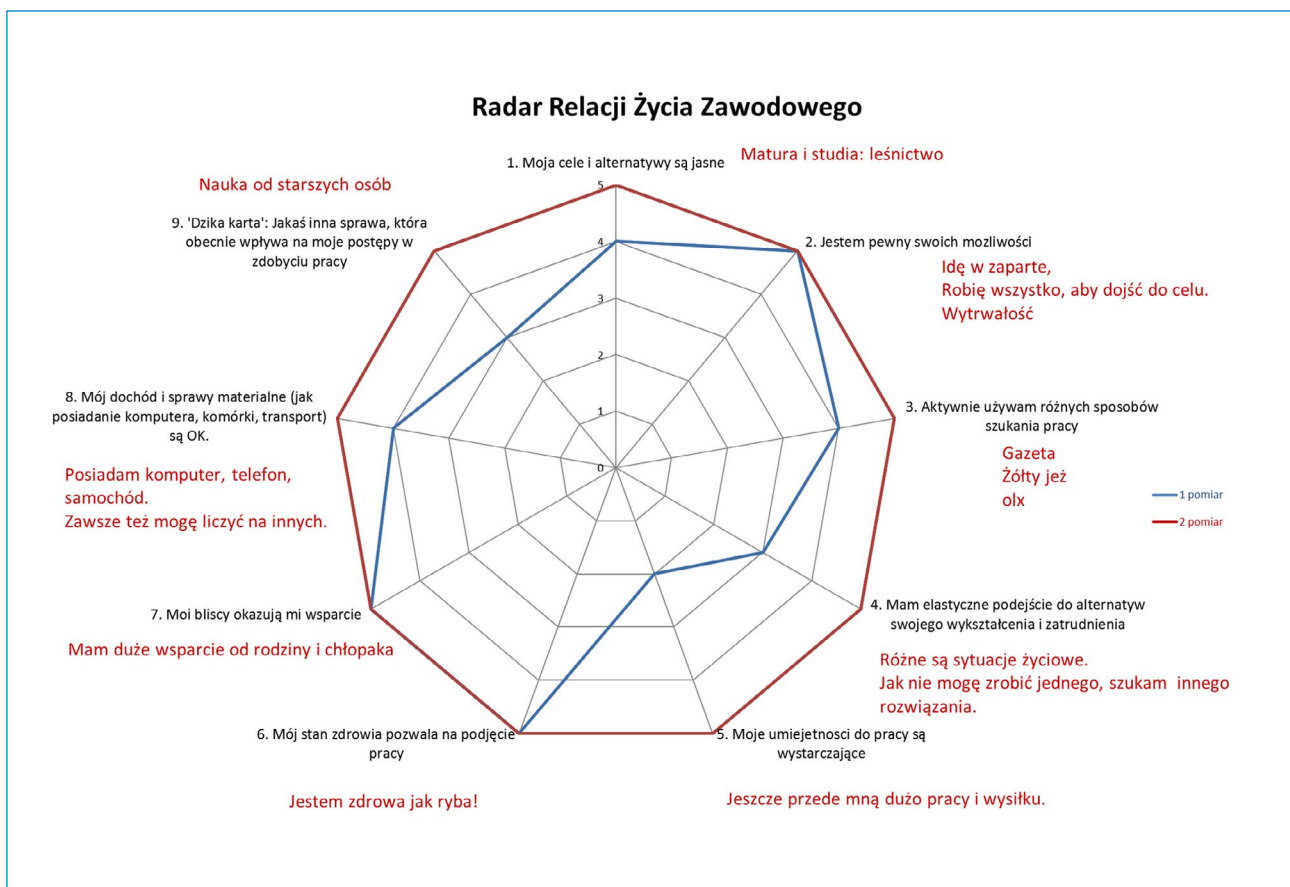 Radar Relacji Życia Zawodowego
1. Moja cele i alternatywy są jasne
Matura i studia: leśnictwo
2. Jestem pewny swoich mozliwości
Idę w zaparte,
Robię wszystko, aby dojść do celu.
Wytrwałość
3. Aktywnie używam różnych sposobów
szukania pracy
Gazeta
Żółty jeż
olx
1 pomiar
2 pomiar
4. Mam elastyczne podejście do alternatyw
swojego wykształcenia i zatrudnienia
Różne są sytuacje życiowe.
Jak nie mogę zrobić jednego, szukam innego
rozwiązania.
5. Moje umiejetnosci do pracy są
wystarczające
Jeszcze przede mną dużo pracy i wysiłku.
6. Mój stan zdrowia pozwala na podjęcie
pracy
Jestem zdrowa jak ryba!
7. Moi bliscy okazują mi wsparcie
Mam duże wsparcie od rodziny i chłopaka
8. Mój dochód i sprawy materialne (jak
posiadanie komputera, komórki, transport)
są OK.
Posiadam komputer, telefon,
samochód.
Zawsze też mogę liczyć na innych.
Nauka od starszych osób
9. 'Dzika karta': Jakaś inna sprawa, która
obecnie wpływa na moje postępy w
zdobyciu pracy
5
4
3
2
1
0